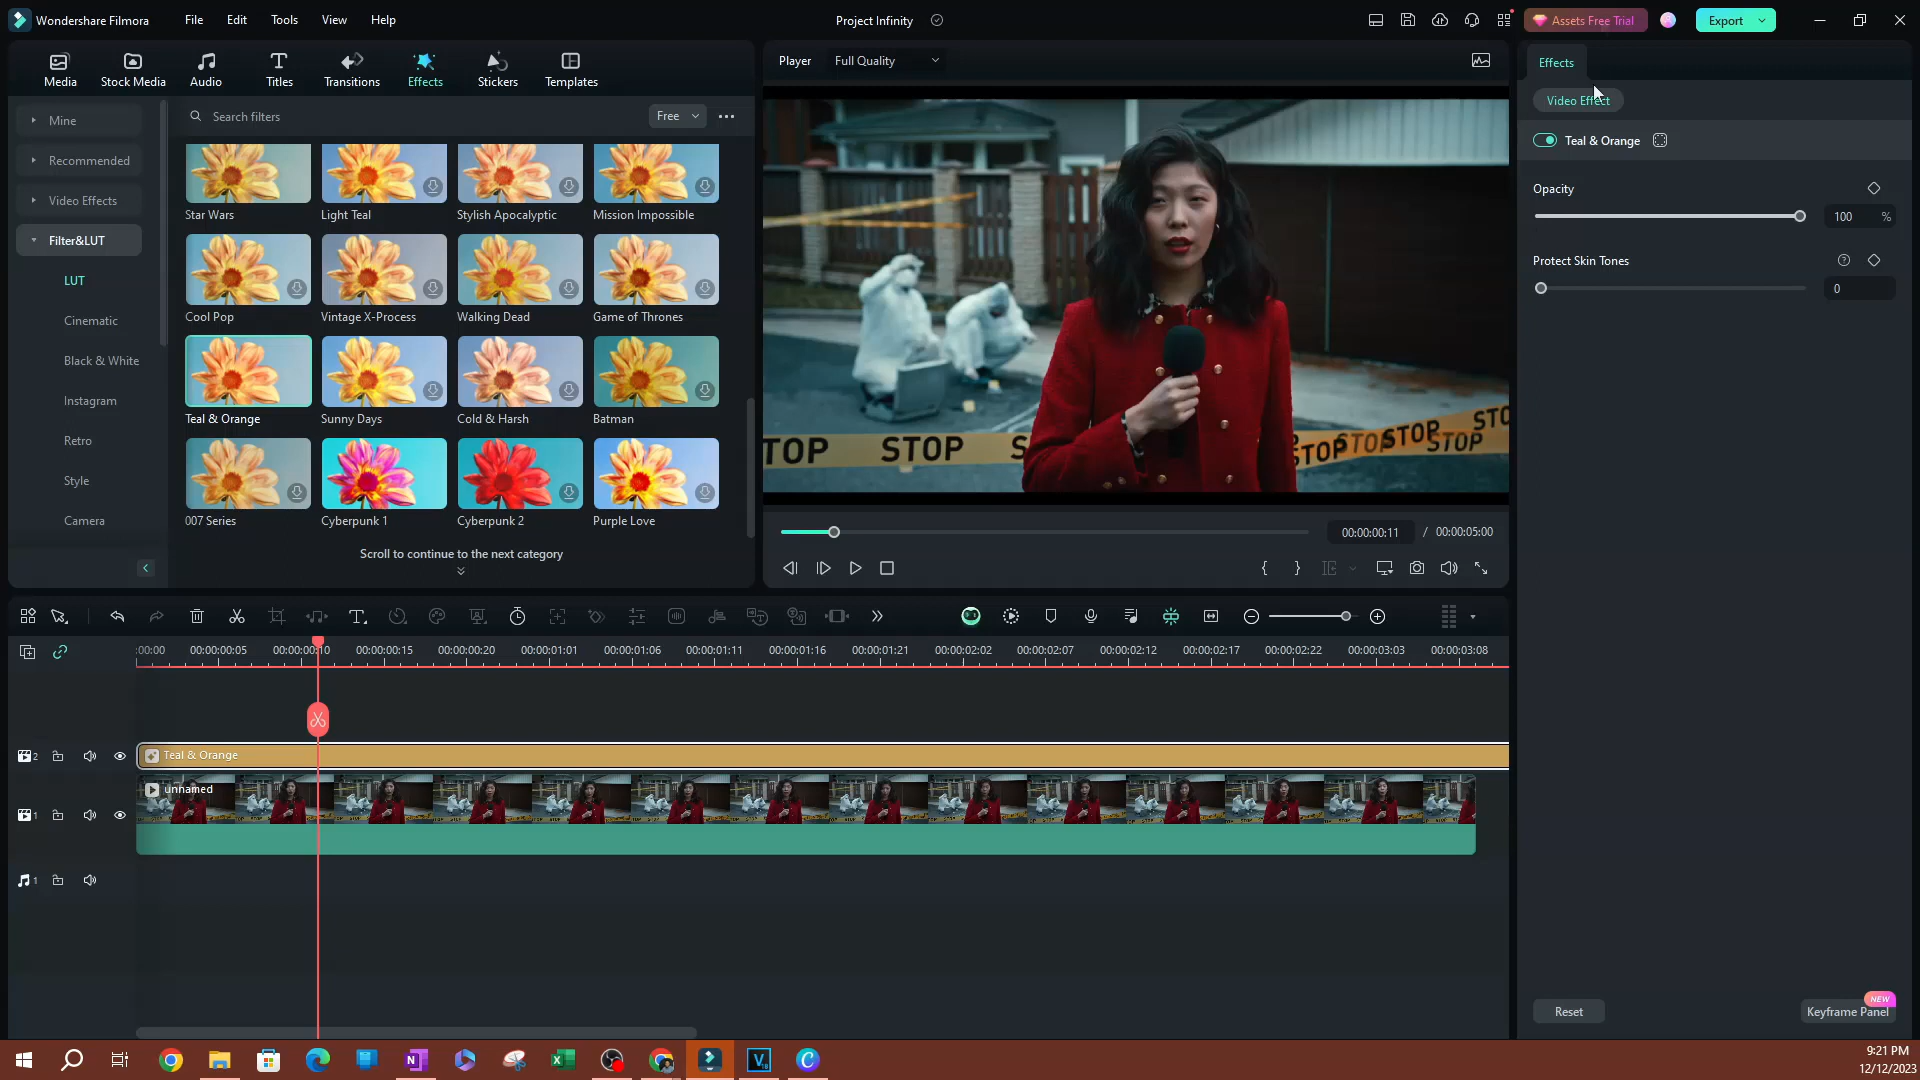 Wondershare Filmora File Edit Tools View Help Project Infinity Assets Free Trial Export
Media Stock Media Audio Titles Transitions Effects Stickers Templates
Player Full Quality
Effects
Video Effect
Search filters Free
Mine
Recommended
Video Effects
Filter&LUT
LUT
Cinematic
Black & White
Instagram
Retro
Style
Camera
Star Wars Light Teal Stylish Apocalyptic Mission Impossible
Cool Pop Vintage X-Process Walking Dead Game of Thrones
Teal & Orange Sunny Days Cold & Harsh Batman
007 Series Cyberpunk 1 Cyberpunk 2 Purple Love
Scroll to continue to the next category
TOP STOP S STOP STOP STOP STOP STO
00:00:00:11 / 00:00:05:00
Teal & Orange
Opacity
100 %
Protect Skin Tones
0
:00:00 00:00:00:05 00:00:00:10 00:00:00:15 00:00:00:20 00:00:01:01 00:00:01:06 00:00:01:11 00:00:01:16 00:00:01:21 00:00:02:02 00:00:02:07 00:00:02:12 00:00:02:17 00:00:02:22 00:00:03:03 00:00:03:08
2 Teal & Orange
unnamed
1
1
Reset
NEW
Keyframe Panel
9:21 PM
12/12/2023